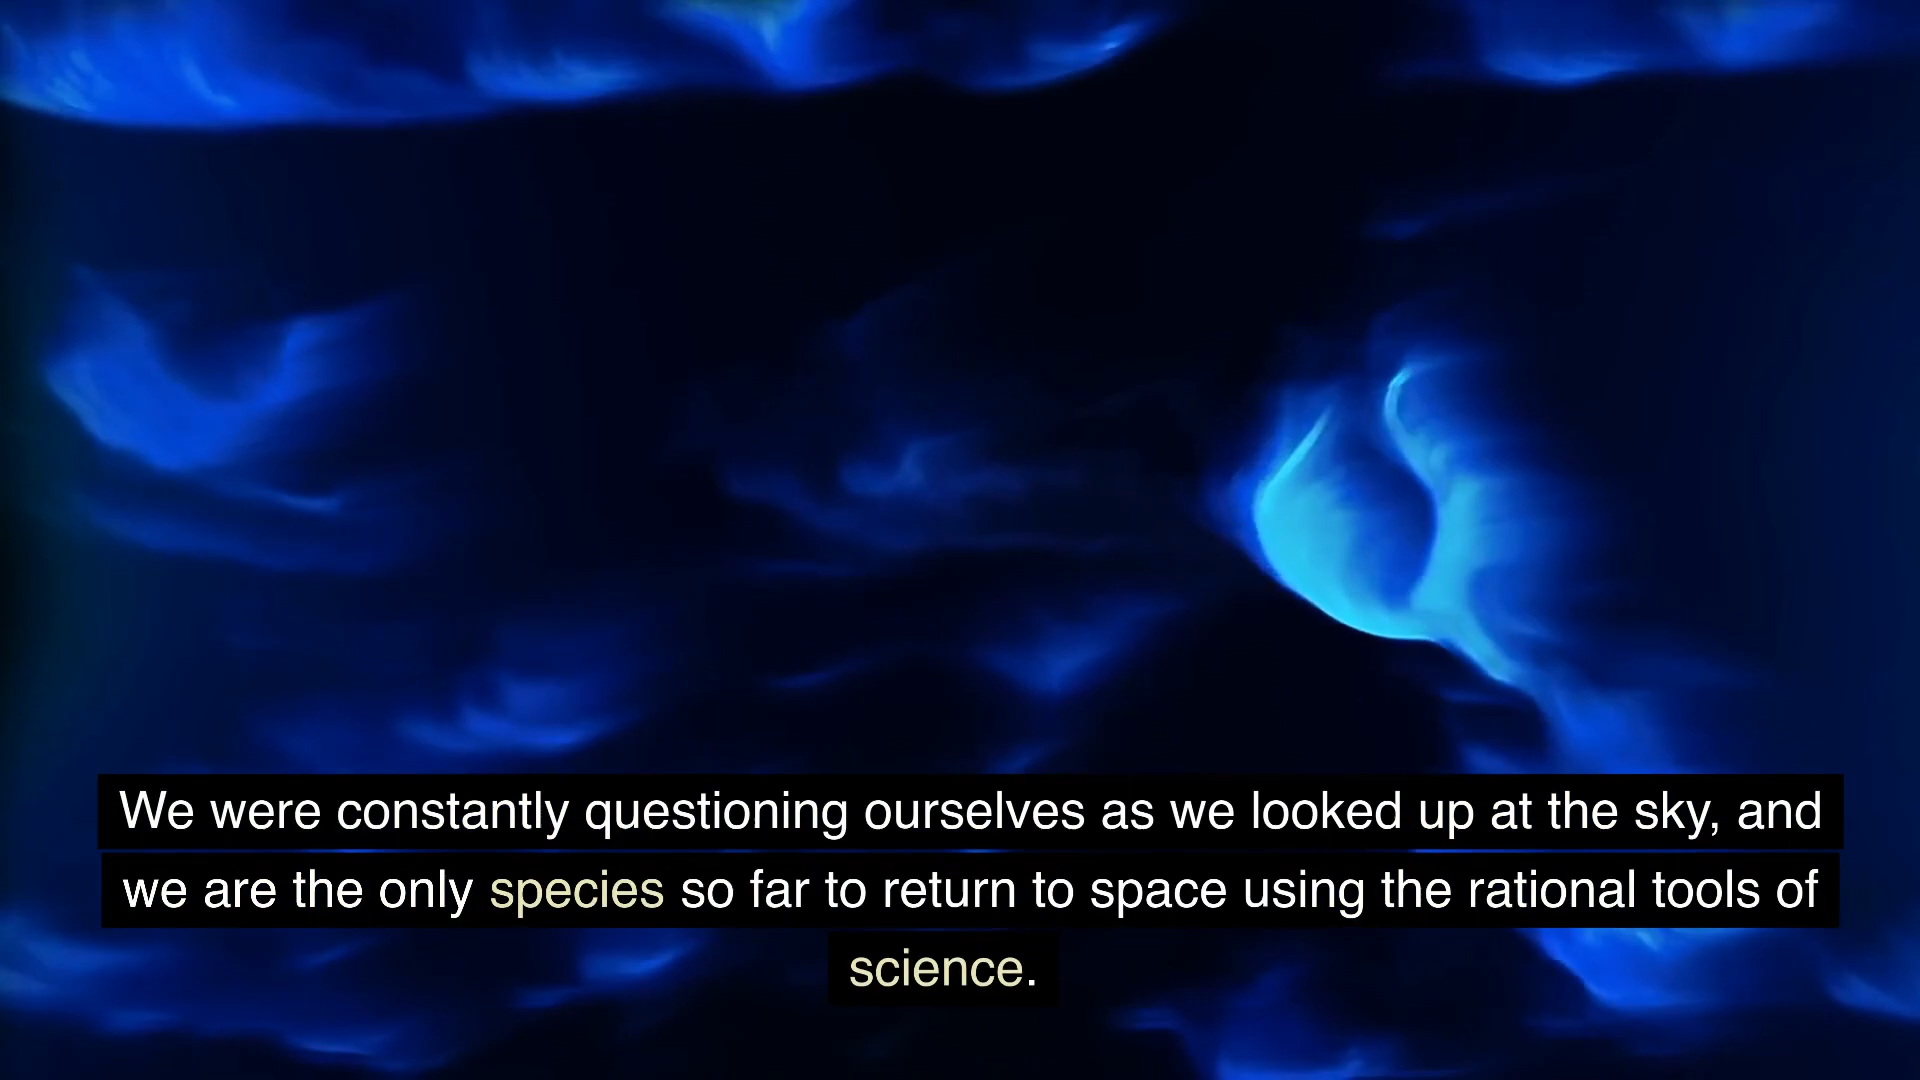 We were constantly questioning ourselves as we looked up at the sky, and
we are the only species so far to return to space using the rational tools of
science.